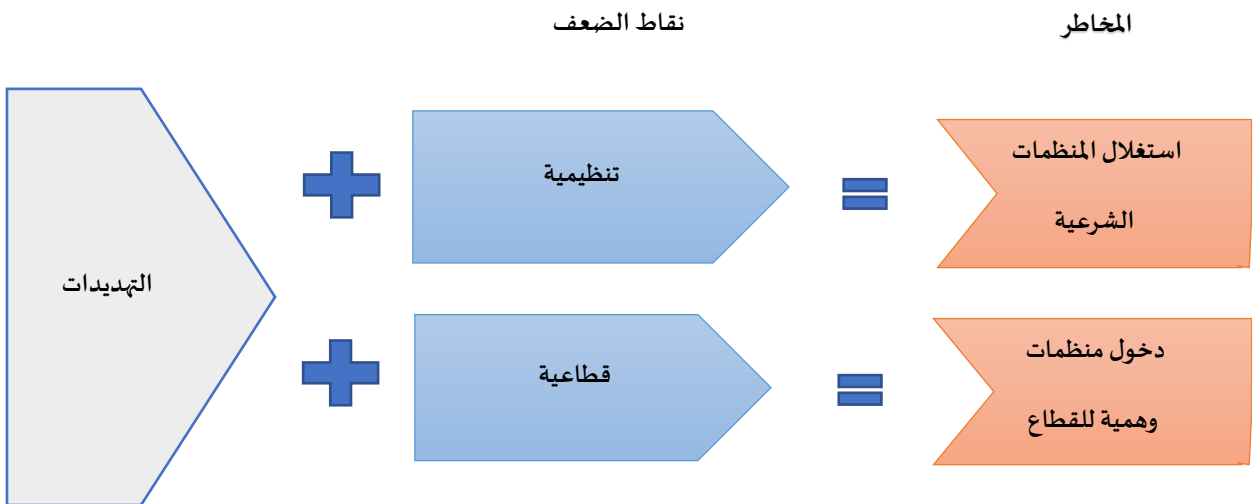 نقاط الضعف
المخاطر
التهديدات
تنظيمية
استغلال المنظمات
الشرعية
قطاعية
دخول منظمات
وهمية للقطاع